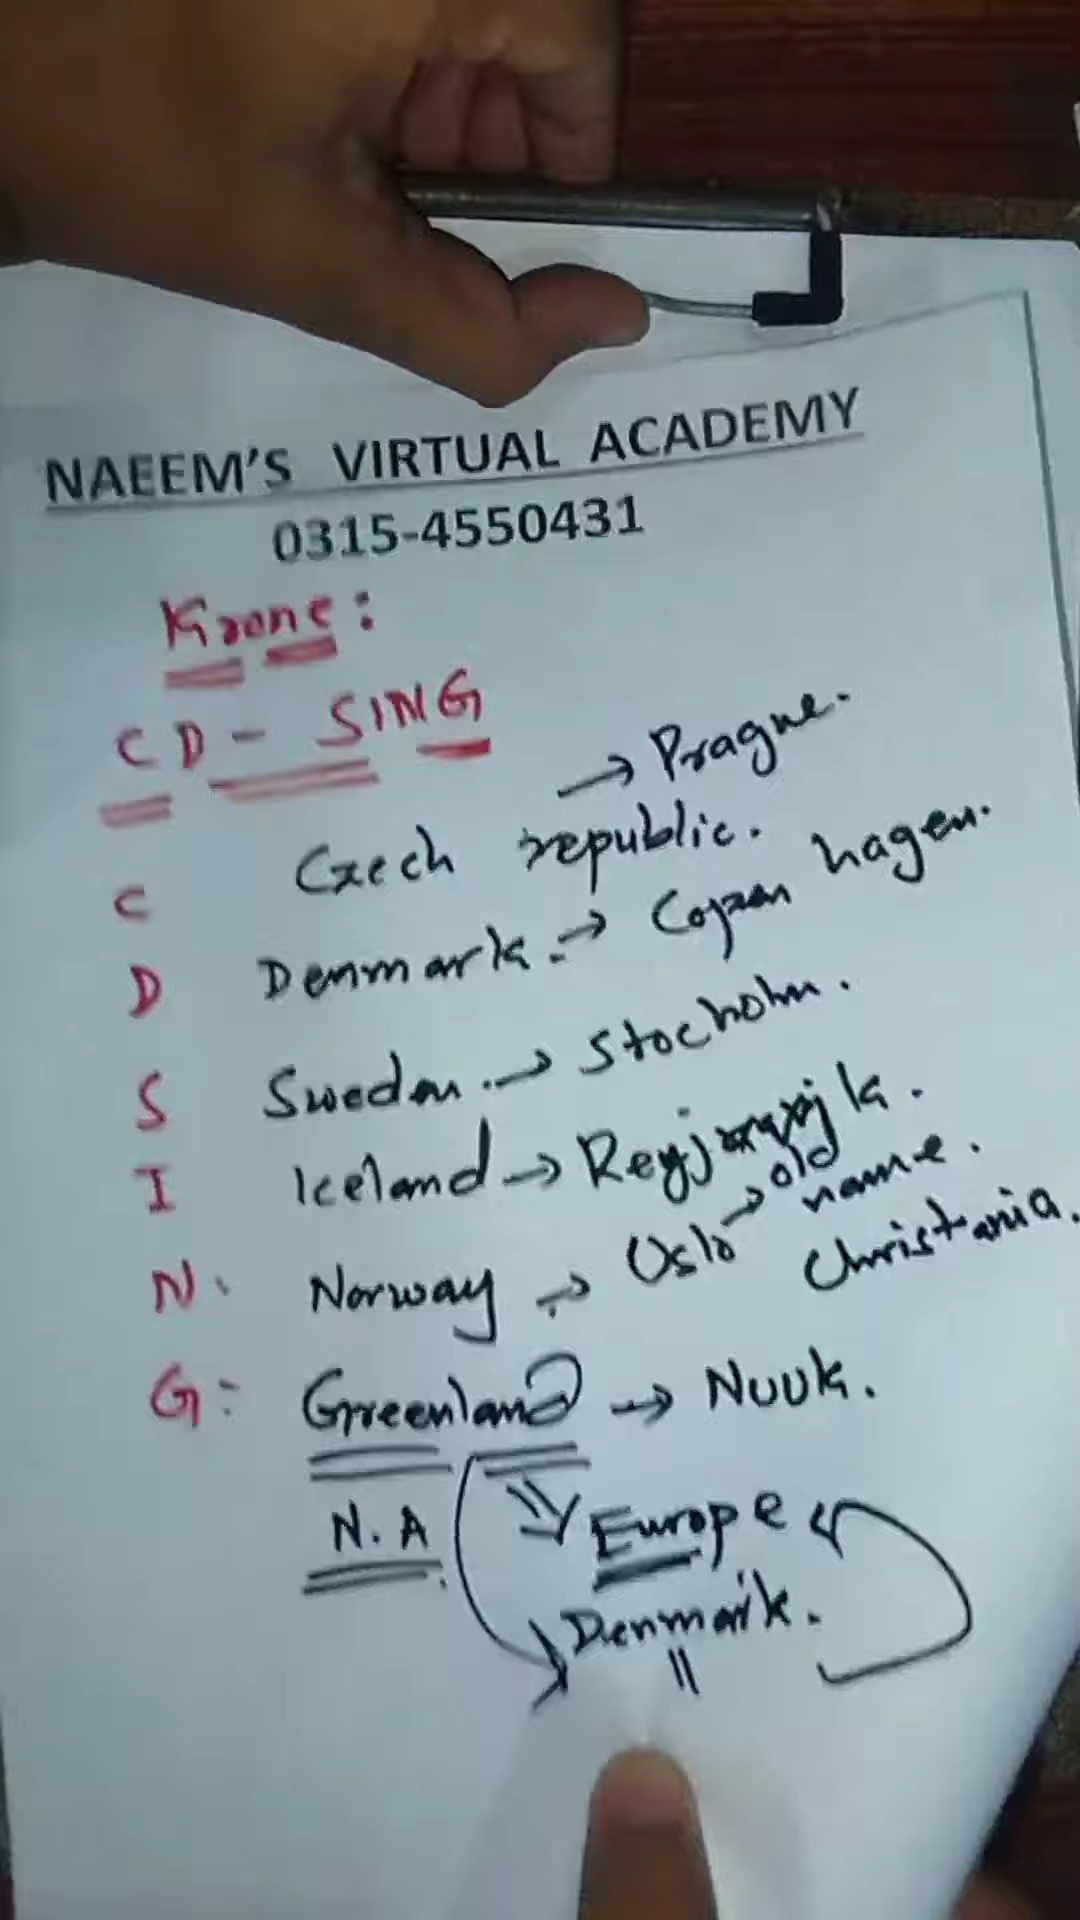 NAEEM'S VIRTUAL ACADEMY
0315-4550431
Krone:
CD - SING
C Czech republic. → Prague.
D Denmark. → Copen hagen.
S Sweden. → Stocholm.
I Iceland →
N. Norway → Oslo → old name.
Christania.
G: Greenland → Nuuk.
N.A Europe
Denmark.